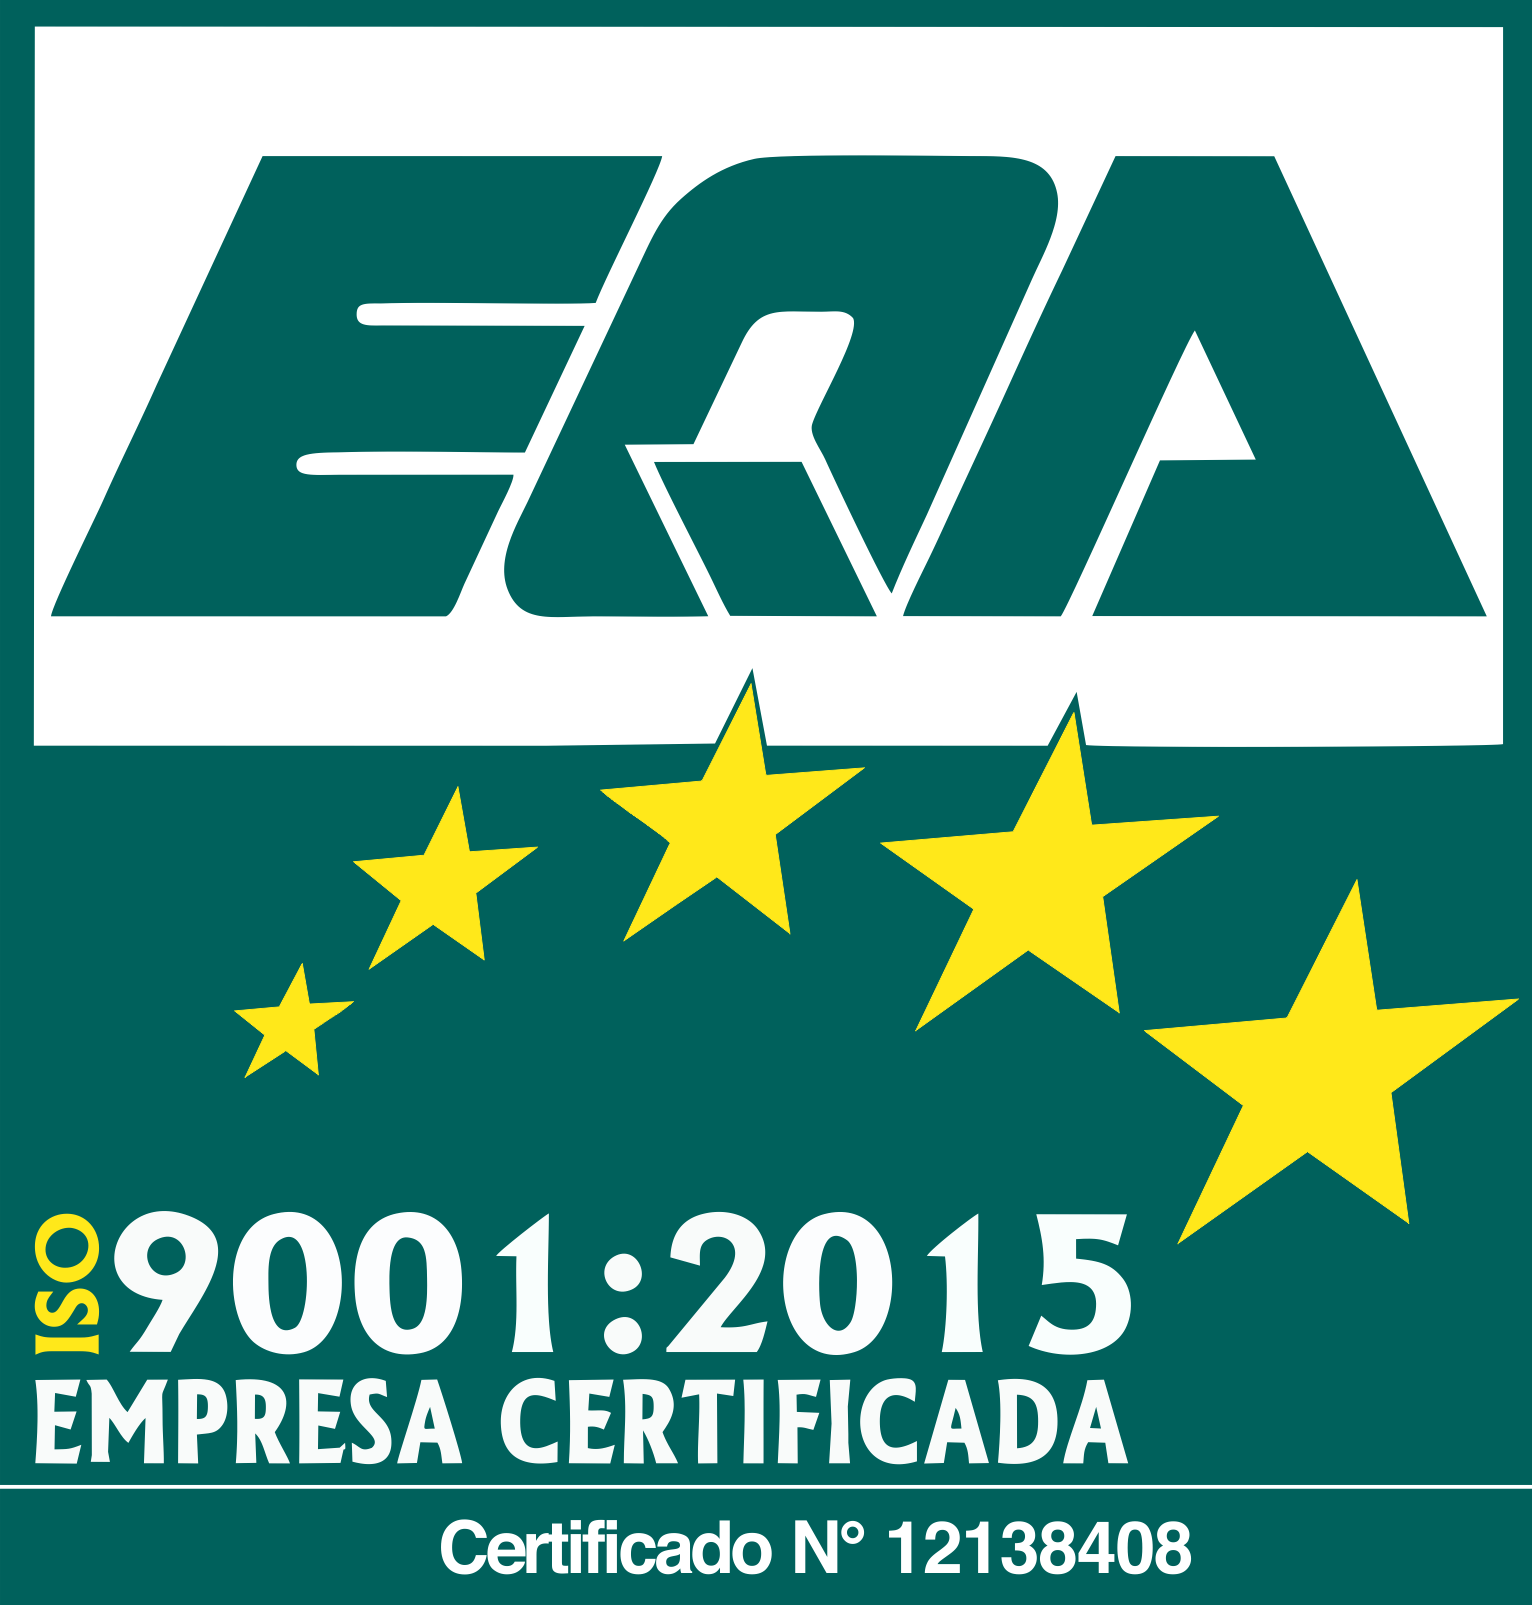 EQA
ISO 9001:2015
EMPRESA CERTIFICADA
Certificado N° 12138408